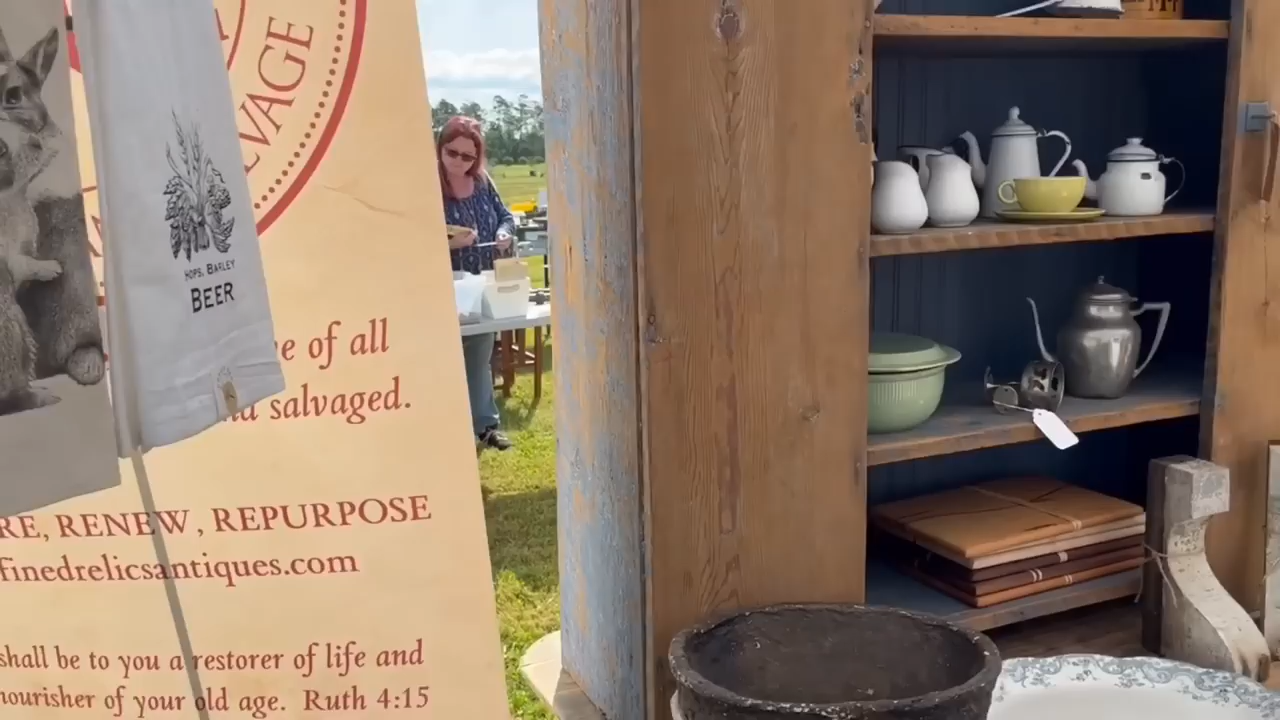 VAGE
HOPS, BARLEY
BEER
e of all
salvaged.
RE, RENEW, REPURPOSE
finedrelicsantiques.com
shall be to you a restorer of life and
nourisher of your old age. Ruth 4:15